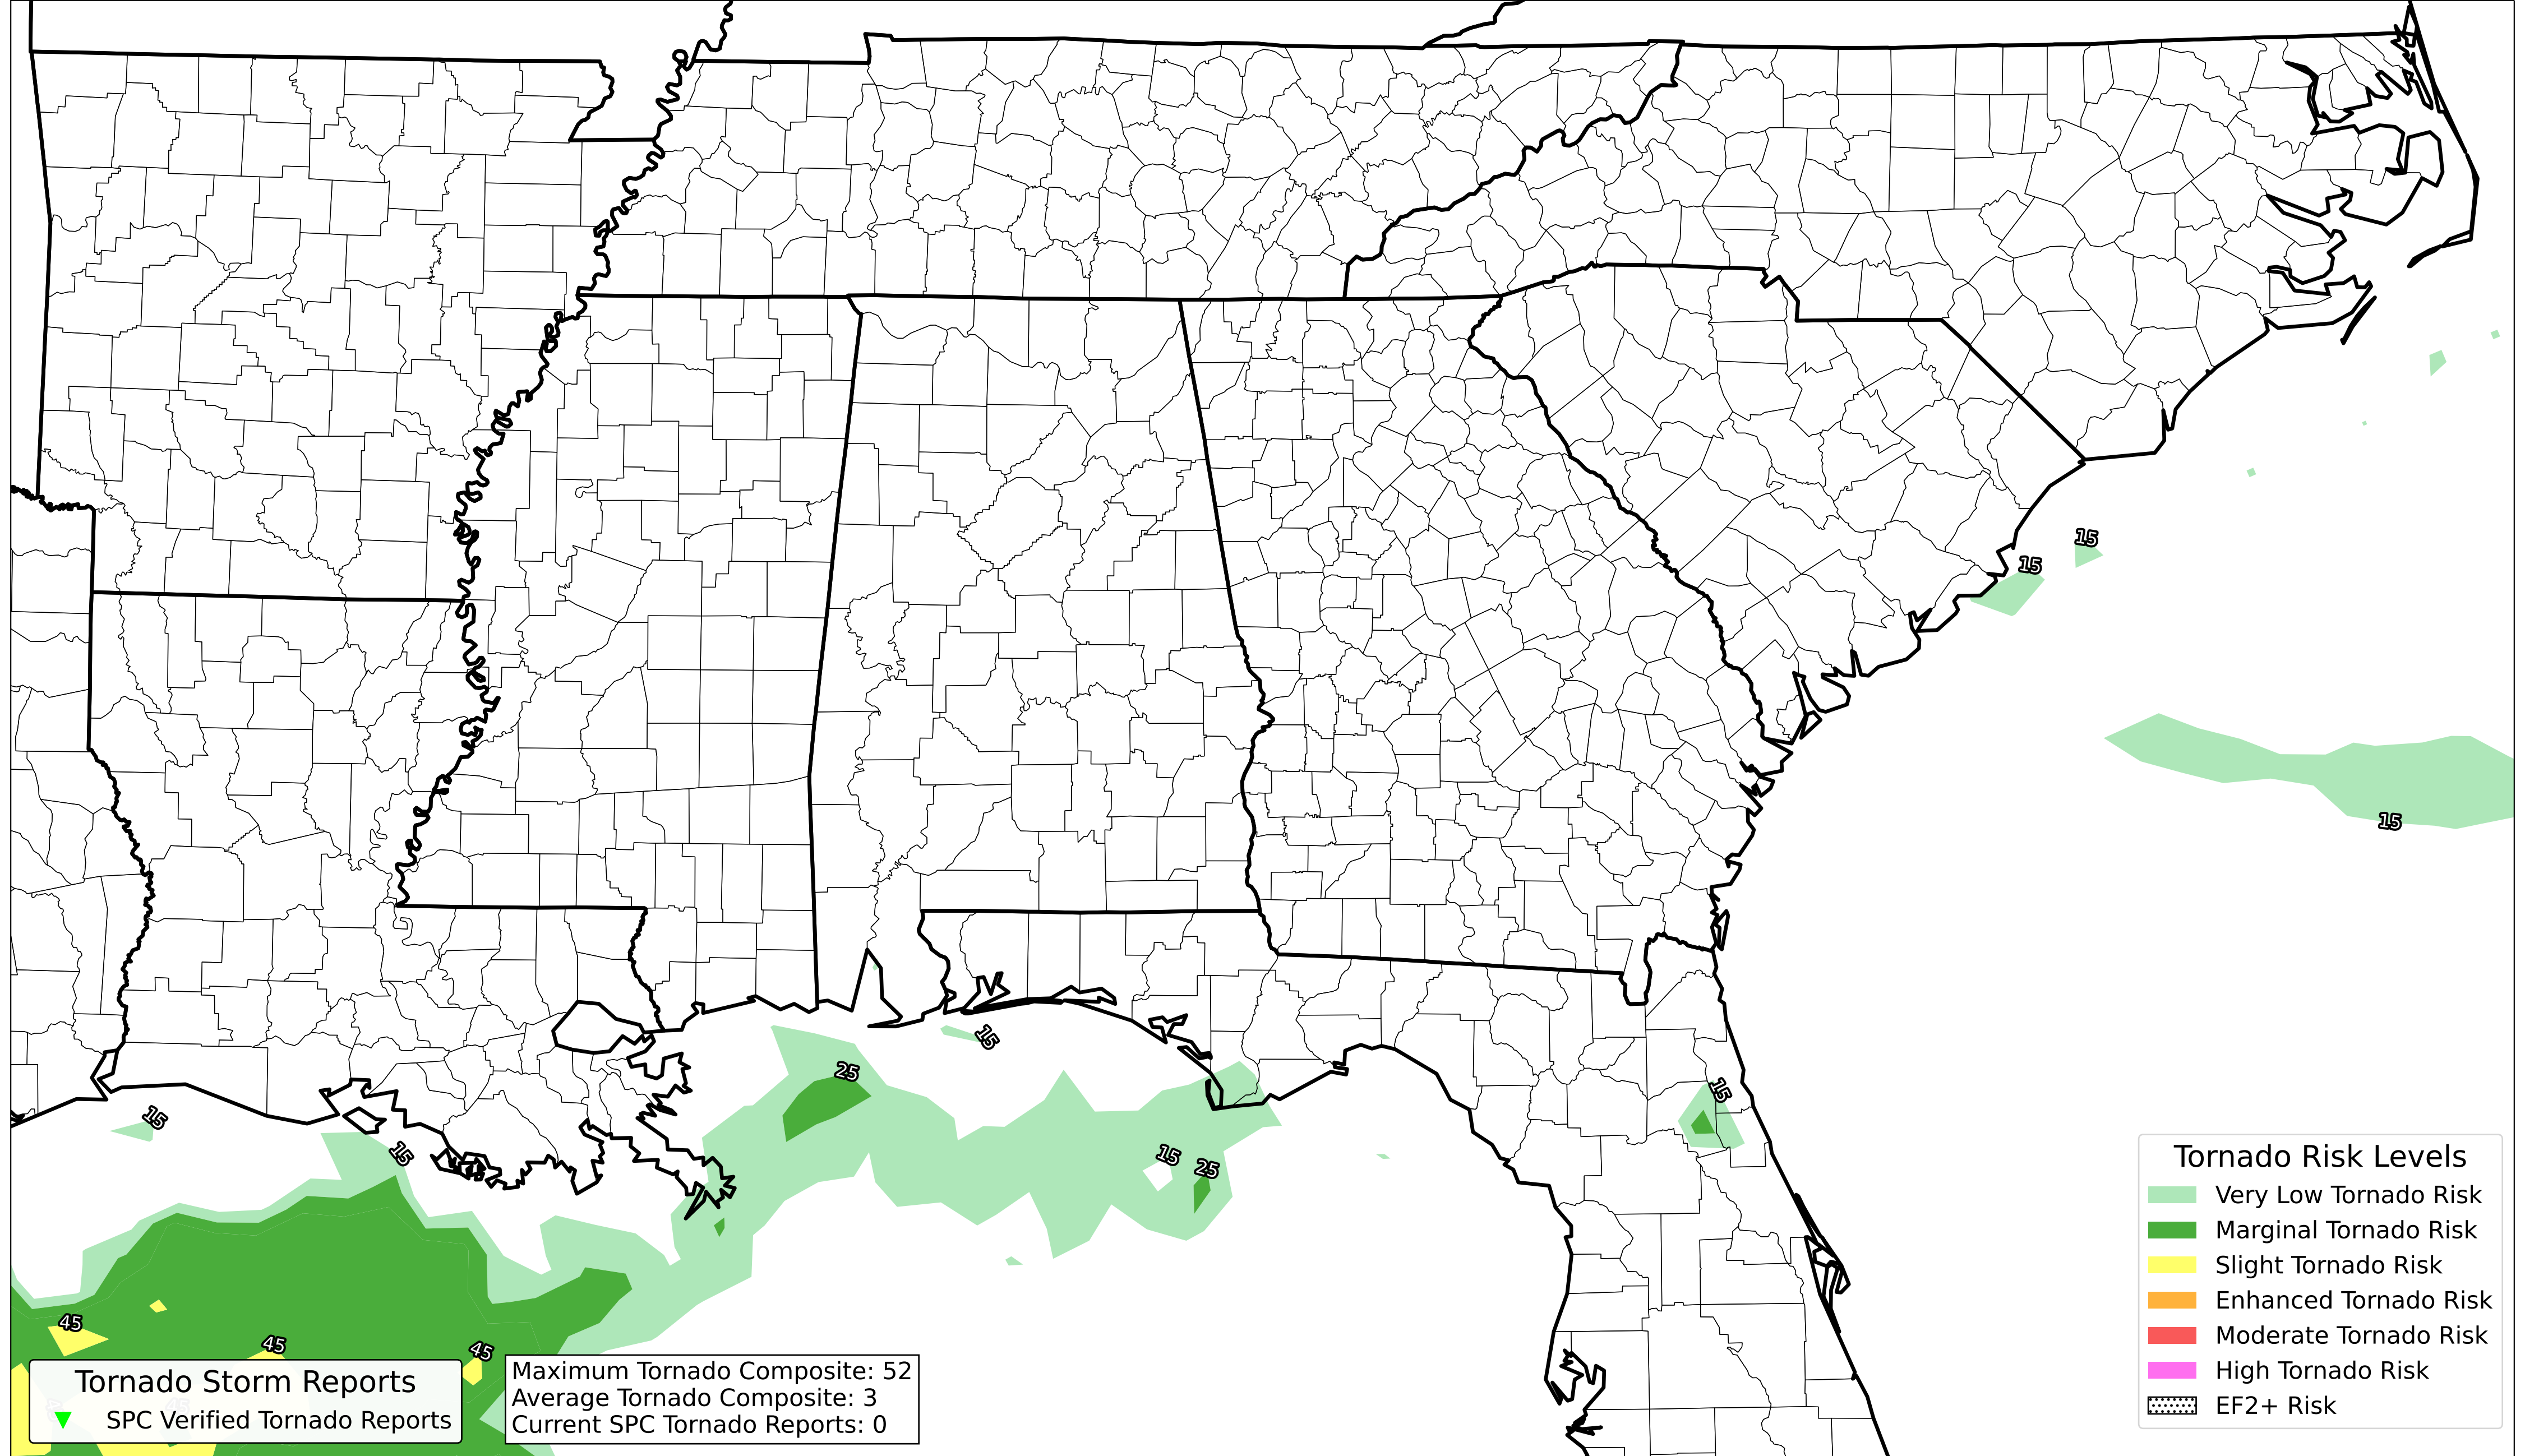 15
15
15
25
15
15
15
15
15
25
45
45
45
Tornado Risk Levels
Very Low Tornado Risk
Marginal Tornado Risk
Slight Tornado Risk
Enhanced Tornado Risk
Moderate Tornado Risk
High Tornado Risk
EF2+ Risk
Tornado Storm Reports
SPC Verified Tornado Reports
Maximum Tornado Composite: 52
Average Tornado Composite: 3
Current SPC Tornado Reports: 0